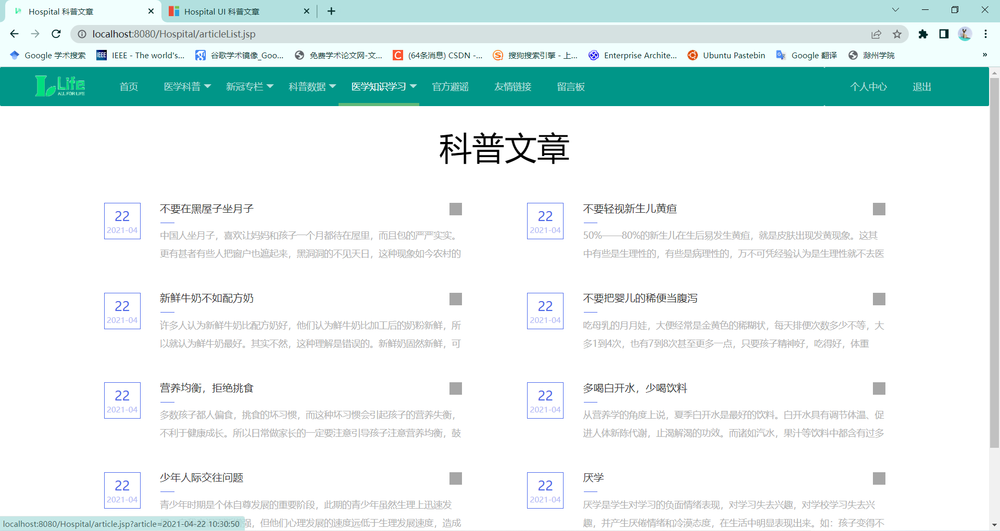 Hospital 科普文章
Hospital UI 科普文章
localhost:8080/Hospital/articleList.jsp
Google 学术搜索
IEEE - The world's...
谷歌学术镜像_Goo...
免费学术论文网-文...
(64条消息) CSDN -...
搜狗搜索引擎 - 上...
Enterprise Archite...
Ubuntu Pastebin
Google 翻译
滁州学院
Life
ALL FOR LIFE
首页
医学科普
新冠专栏
科普数据
医学知识学习
官方避谣
友情链接
留言板
个人中心
退出
科普文章
22
2021-04
不要在黑屋子坐月子
中国人坐月子，喜欢让妈妈和孩子一个月都待在屋里，而且包的严严实实。
更有甚者有些人把窗户也遮起来，黑洞洞的不见天日，这种现象如今农村的
22
2021-04
不要轻视新生儿黄疸
50%——80%的新生儿在生后易发生黄疸，就是皮肤出现发黄现象。这其
中有些是生理性的，有些是病理性的，万不可凭经验认为是生理性就不去医
22
2021-04
新鲜牛奶不如配方奶
许多人认为新鲜牛奶比配方奶好，他们认为鲜牛奶比加工后的奶粉新鲜，所
以就认为鲜牛奶最好。其实不然，这种理解是错误的。新鲜奶固然新鲜，可
22
2021-04
不要把婴儿的稀便当腹泻
吃母乳的月月娃，大便经常是金黄色的稀糊状，每天排便次数多少不等，大
多1到4次，也有7到8次甚至更多一点，只要孩子精神好，吃得好，体重
22
2021-04
营养均衡，拒绝挑食
多数孩子都人偏食，挑食的坏习惯，而这种坏习惯会引起孩子的营养失衡，
不利于健康成长。所以日常做家长的一定要注意引导孩子注意营养均衡，鼓
22
2021-04
多喝白开水，少喝饮料
从营养学的角度上说，夏季白开水是最好的饮料。白开水具有调节体温、促
进人体新陈代谢，止渴解渴的功效。而诸如汽水，果汁等饮料中都含有过多
22
2021-04
少年人际交往问题
青少年时期是个体自尊发展的重要阶段，此期的青少年虽然生理上迅速发
强，但他们心理发展的速度远低于生理发展速度，造成
22
2021-04
厌学
厌学是学生对学习的负面情绪表现，对学习失去兴趣，对学校学习失去兴
趣，并产生厌倦情绪和冷漠态度，在生活中明显表现出来。如：孩子变得不
localhost:8080/Hospital/article.jsp?article=2021-04-22 10:30:50